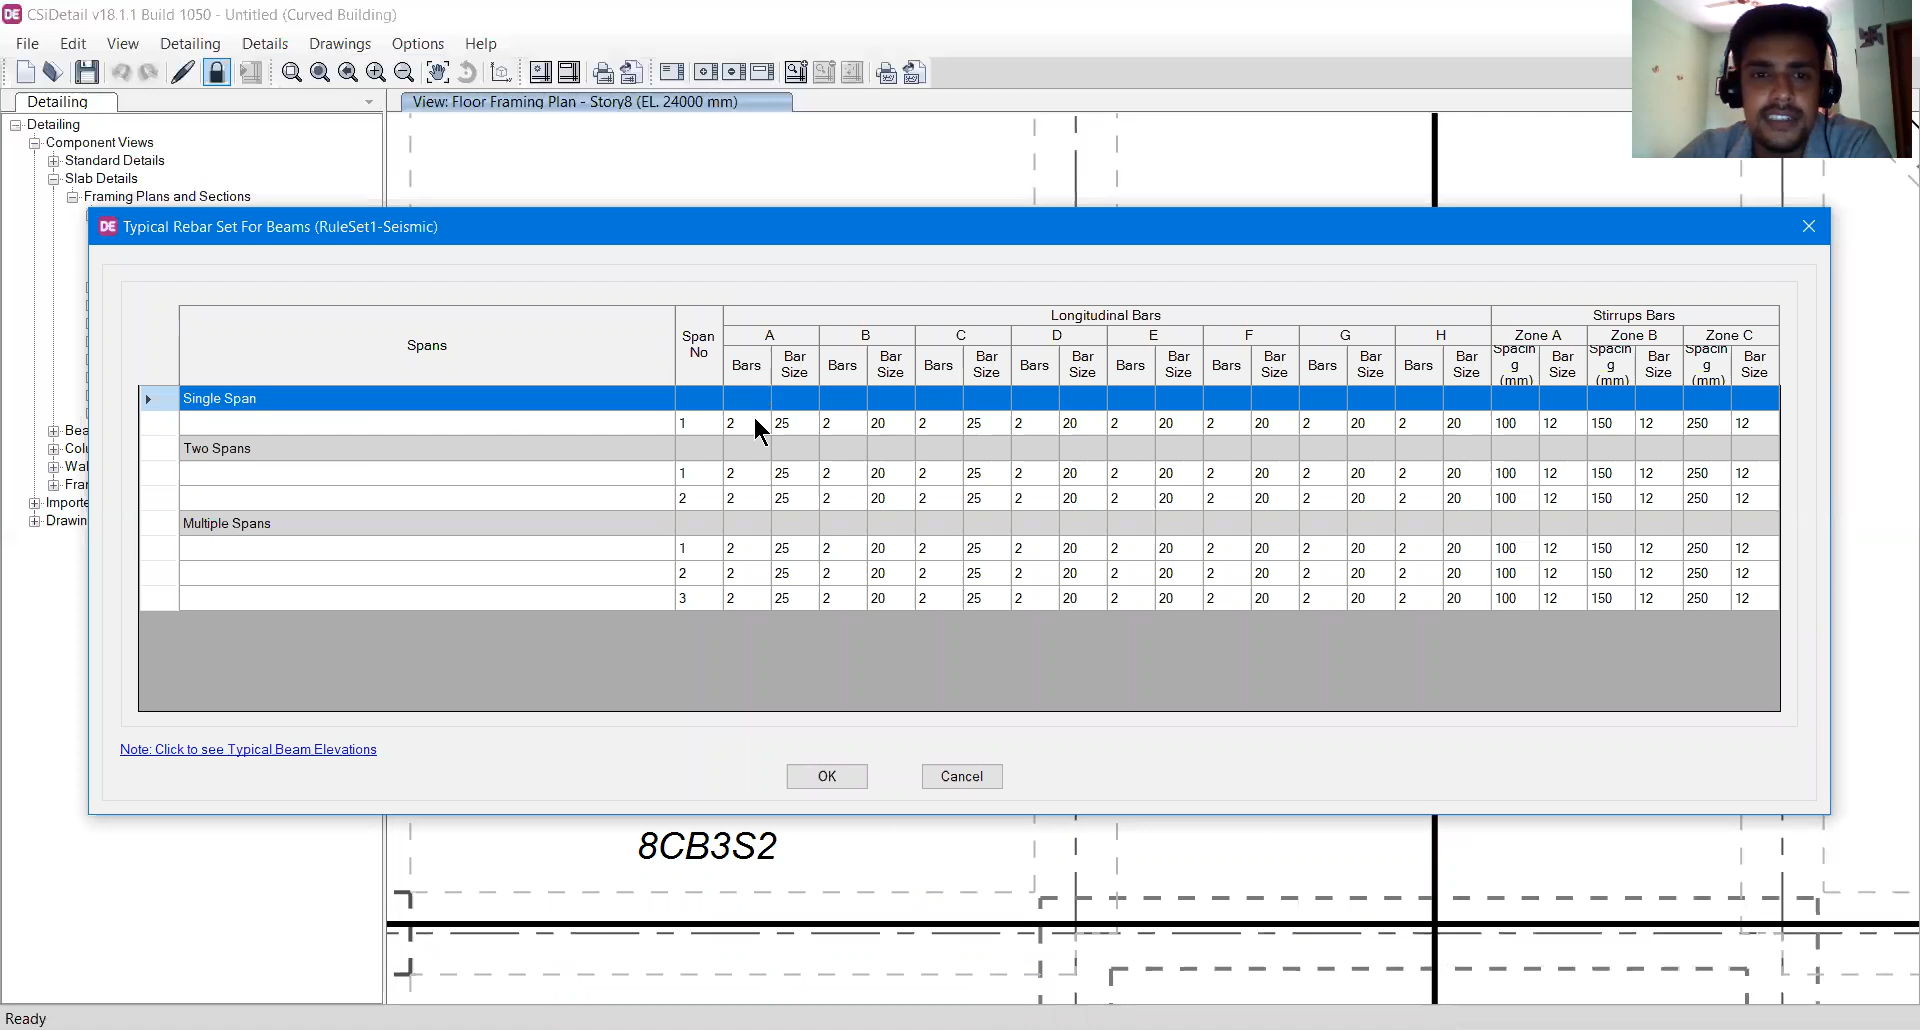 DE CSiDetail v18.1.1 Build 1050 - Untitled (Curved Building)
File Edit View Detailing Details Drawings Options Help
Detailing
View: Floor Framing Plan - Story8 (EL. 24000 mm)
Detailing
Component Views
Standard Details
Slab Details
Framing Plans and Sections
DE Typical Rebar Set For Beams (RuleSet1-Seismic)
Longitudinal Bars Stirrups Bars
Spans Span No A B C D E F G H Zone A Zone B Zone C
Bars Bar Size Bars Bar Size Bars Bar Size Bars Bar Size Bars Bar Size Bars Bar Size Bars Bar Size Bars Bar Size Spacing (mm) Bar Size Spacing (mm) Bar Size Spacing (mm) Bar Size
Single Span
1 2 25 2 20 2 25 2 20 2 20 2 20 2 20 2 20 100 12 150 12 250 12
Two Spans
1 2 25 2 20 2 25 2 20 2 20 2 20 2 20 2 20 100 12 150 12 250 12
2 2 25 2 20 2 25 2 20 2 20 2 20 2 20 2 20 100 12 150 12 250 12
Multiple Spans
1 2 25 2 20 2 25 2 20 2 20 2 20 2 20 2 20 100 12 150 12 250 12
2 2 25 2 20 2 25 2 20 2 20 2 20 2 20 2 20 100 12 150 12 250 12
3 2 25 2 20 2 25 2 20 2 20 2 20 2 20 2 20 100 12 150 12 250 12
Note: Click to see Typical Beam Elevations
OK Cancel
Bea
Colu
Wal
Fran
Importe
Drawin
8CB3S2
Ready